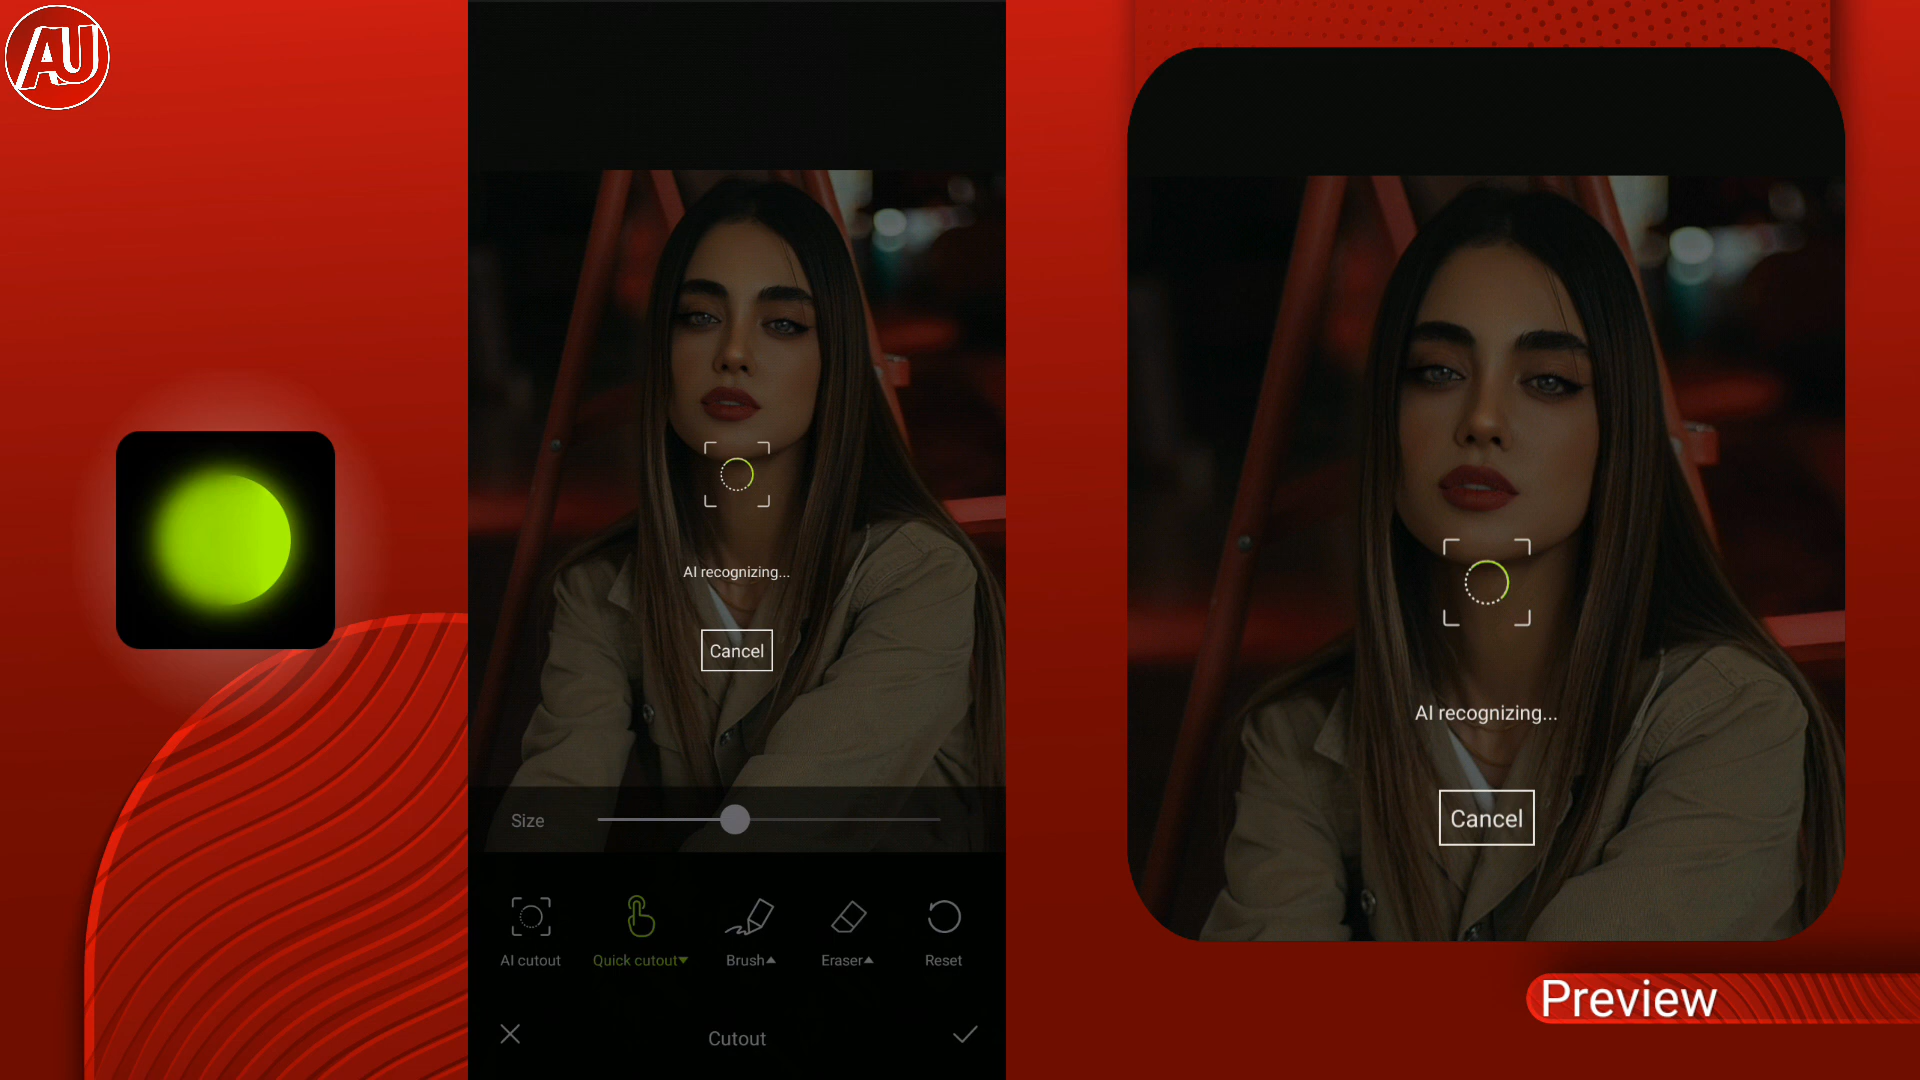 AU
AI recognizing...
Cancel
Size
AI cutout
Quick cutout▾
Brush▴
Eraser▴
Reset
Cutout
AI recognizing...
Cancel
Preview